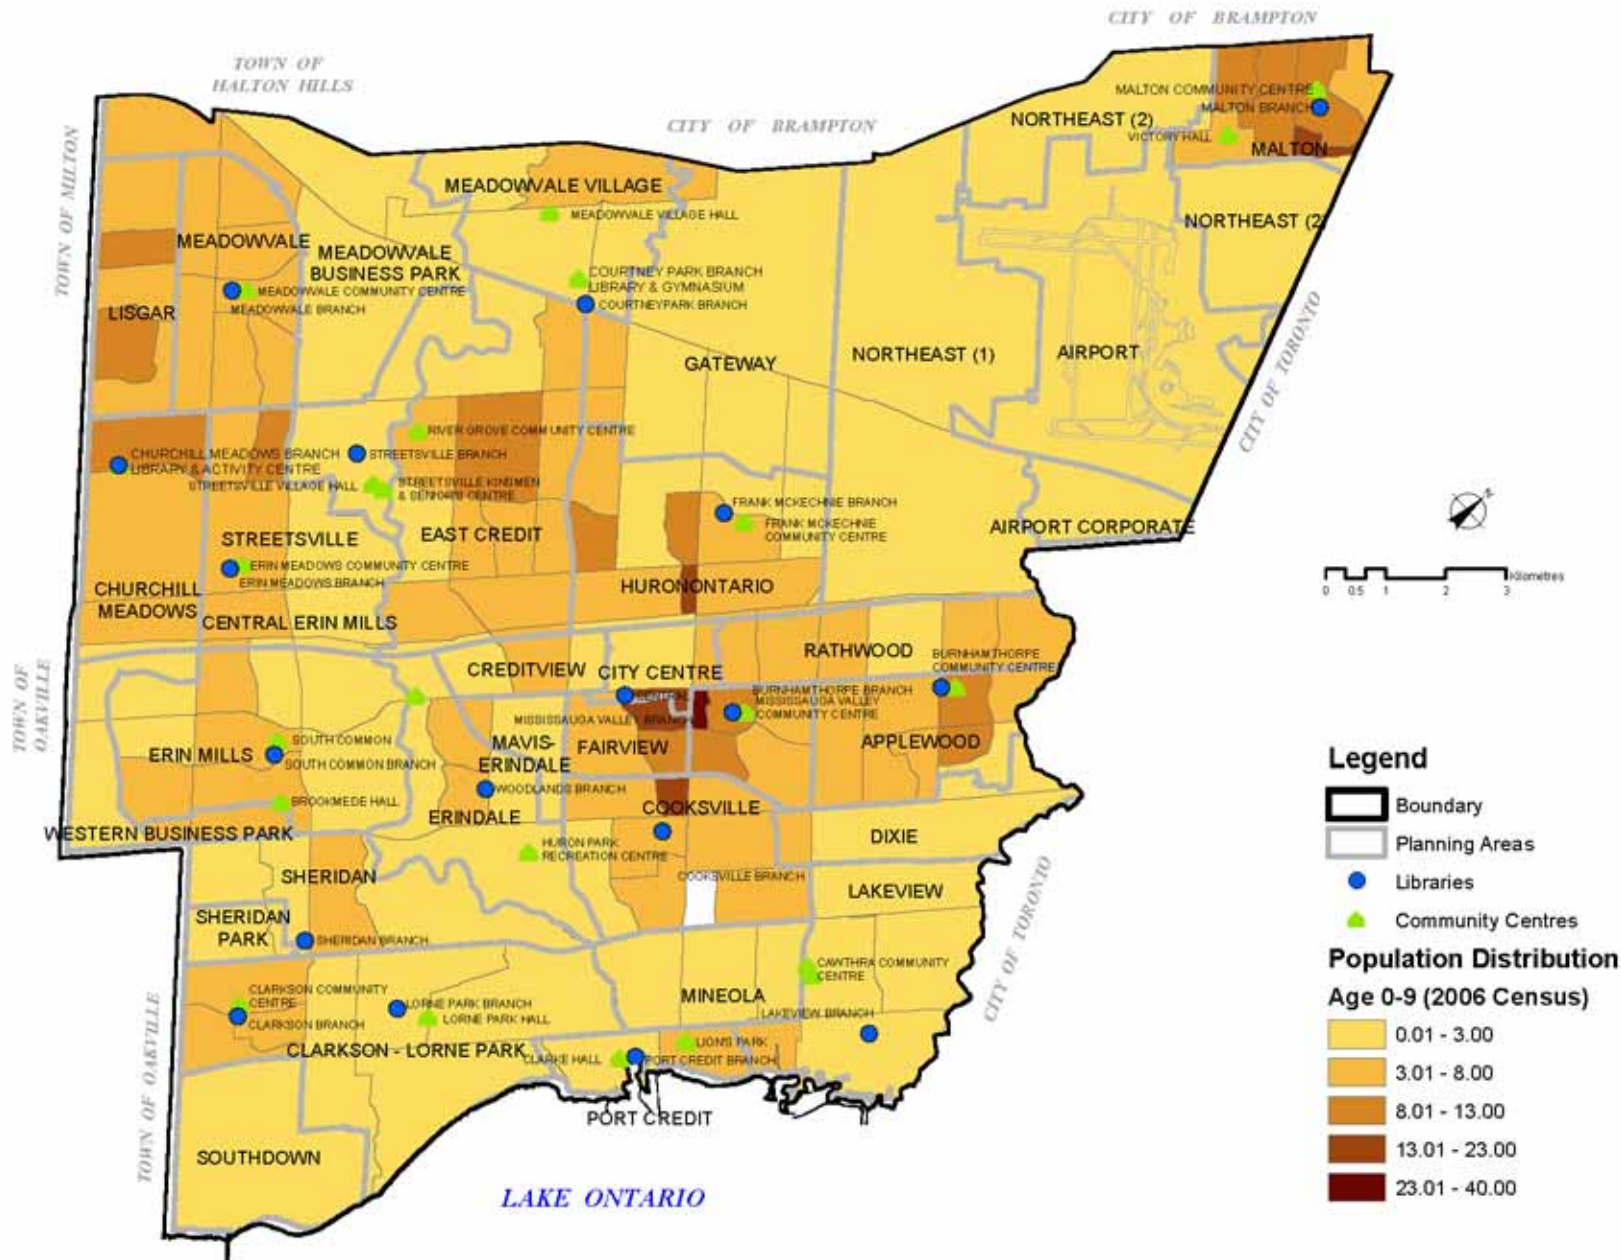 CITY OF BRAMPTON
TOWN OF
HALTON HILLS
CITY OF BRAMPTON
TOWN OF MILTON
MALTON COMMUNITY CENTRE
MALTON BRANCH
NORTHEAST (2)
VICTORY HALL
MALTON
MEADOWVALE VILLAGE
MEADOWVALE VILLAGE HALL
NORTHEAST (2)
MEADOWVALE
MEADOWVALE
BUSINESS PARK
COURTNEY PARK BRANCH
LIBRARY & GYMNASIUM
MEADOWVALE COMMUNITY CENTRE
MEADOWVALE BRANCH
COURTNEYPARK BRANCH
LISGAR
GATEWAY
NORTHEAST (1)
AIRPORT
CITY OF TORONTO
RIVER GROVE COMMUNITY CENTRE
CHURCHILL MEADOWS BRANCH
LIBRARY & ACTIVITY CENTRE
STREETSVILLE BRANCH
STREETSVILLE VILLAGE HALL
STREETSVILLE KINSMEN
& SENIORS CENTRE
FRANK MCKECHNIE BRANCH
FRANK MCKECHNIE
COMMUNITY CENTRE
AIRPORT CORPORATE
STREETSVILLE
EAST CREDIT
ERIN MEADOWS COMMUNITY CENTRE
ERIN MEADOWS BRANCH
CHURCHILL
MEADOWS
HURONONTARIO
CENTRAL ERIN MILLS
0 0.5 1 2 3
Kilometres
N
TOWN OF
OAKVILLE
CREDITVIEW
CITY CENTRE
RATHWOOD
BURNHAMTHORPE
COMMUNITY CENTRE
CENTRAL
BURNHAMTHORPE BRANCH
MISSISSAUGA VALLEY
COMMUNITY CENTRE
MISSISSAUGA VALLEY BRANCH
ERIN MILLS
SOUTH COMMON
SOUTH COMMON BRANCH
MAVIS-
ERINDALE
FAIRVIEW
APPLEWOOD
WOODLANDS BRANCH
BROOKMEDE HALL
ERINDALE
COOKSVILLE
WESTERN BUSINESS PARK
DIXIE
HURON PARK
RECREATION CENTRE
COOKSVILLE BRANCH
SHERIDAN
LAKEVIEW
SHERIDAN
PARK
SHERIDAN BRANCH
CITY OF TORONTO
CAWTHRA COMMUNITY
CENTRE
CLARKSON COMMUNITY
CENTRE
CLARKSON BRANCH
LORNE PARK BRANCH
LORNE PARK HALL
MINEOLA
LAKEVIEW BRANCH
CLARKSON - LORNE PARK
CLARKE HALL
LIONS PARK
PORT CREDIT BRANCH
PORT CREDIT
TOWN OF OAKVILLE
SOUTHDOWN
LAKE ONTARIO
Legend
Boundary
Planning Areas
Libraries
Community Centres
Population Distribution
Age 0-9 (2006 Census)
0.01 - 3.00
3.01 - 8.00
8.01 - 13.00
13.01 - 23.00
23.01 - 40.00